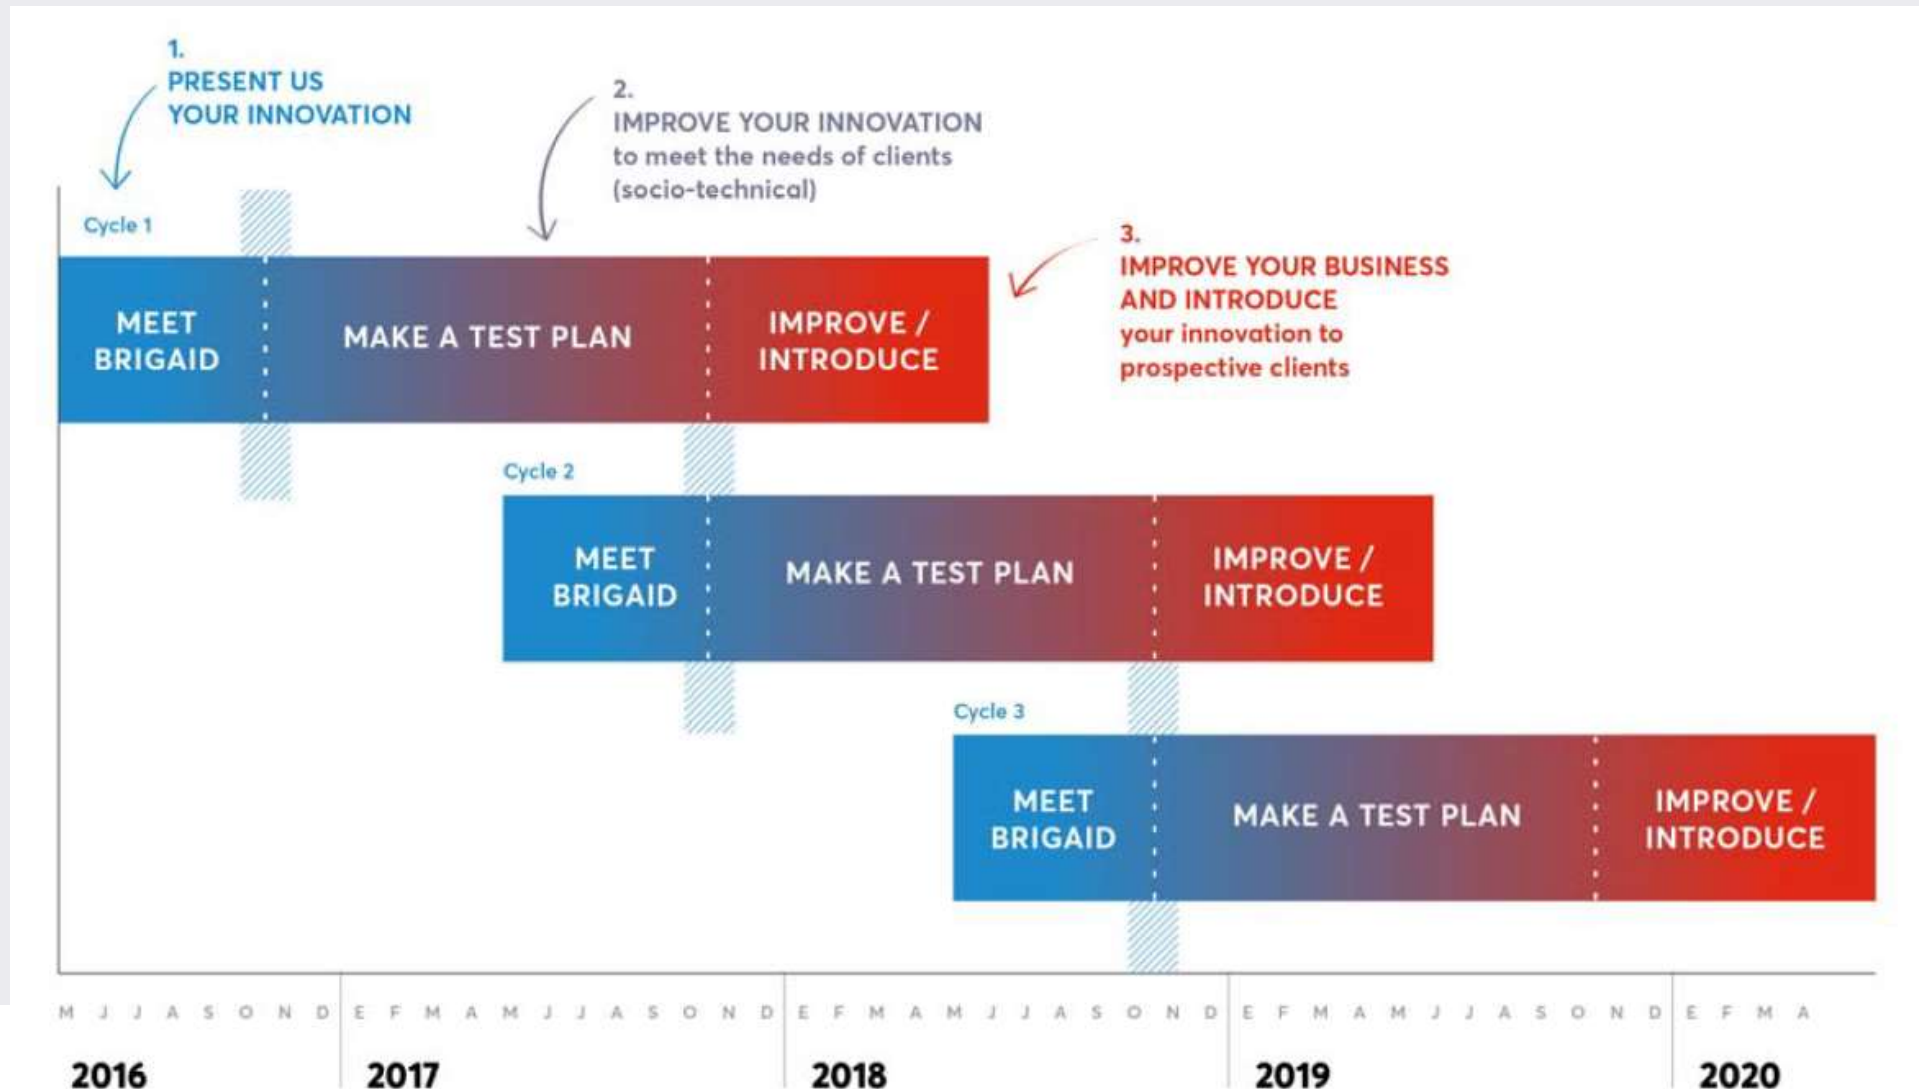 1.
PRESENT US
YOUR INNOVATION
2.
IMPROVE YOUR INNOVATION
to meet the needs of clients
(socio-technical)
3.
IMPROVE YOUR BUSINESS
AND INTRODUCE
your innovation to
prospective clients
Cycle 1
MEET
BRIGAID
MAKE A TEST PLAN
IMPROVE /
INTRODUCE
Cycle 2
MEET
BRIGAID
MAKE A TEST PLAN
IMPROVE /
INTRODUCE
Cycle 3
MEET
BRIGAID
MAKE A TEST PLAN
IMPROVE /
INTRODUCE
M J J A S O N D E F M A M J J A S O N D E F M A M J J A S O N D E F M A M J J A S O N D E F M A
2016 2017 2018 2019 2020